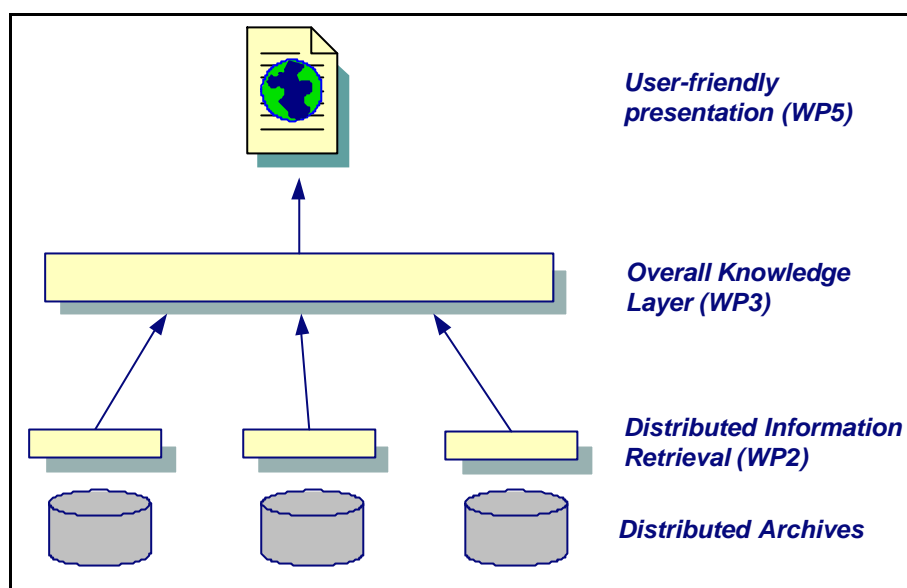 User-friendly
presentation (WP5)
Overall Knowledge
Layer (WP3)
Distributed Information
Retrieval (WP2)
Distributed Archives